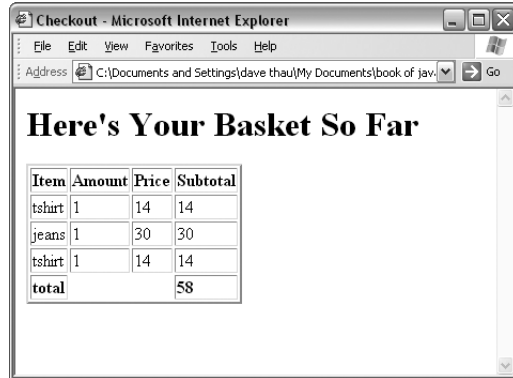 Checkout - Microsoft Internet Explorer
File Edit View Favorites Tools Help
Address C:\Documents and Settings\dave thau\My Documents\book of jav. Go
Here's Your Basket So Far
Item Amount Price Subtotal
tshirt 1 14 14
jeans 1 30 30
tshirt 1 14 14
total 58